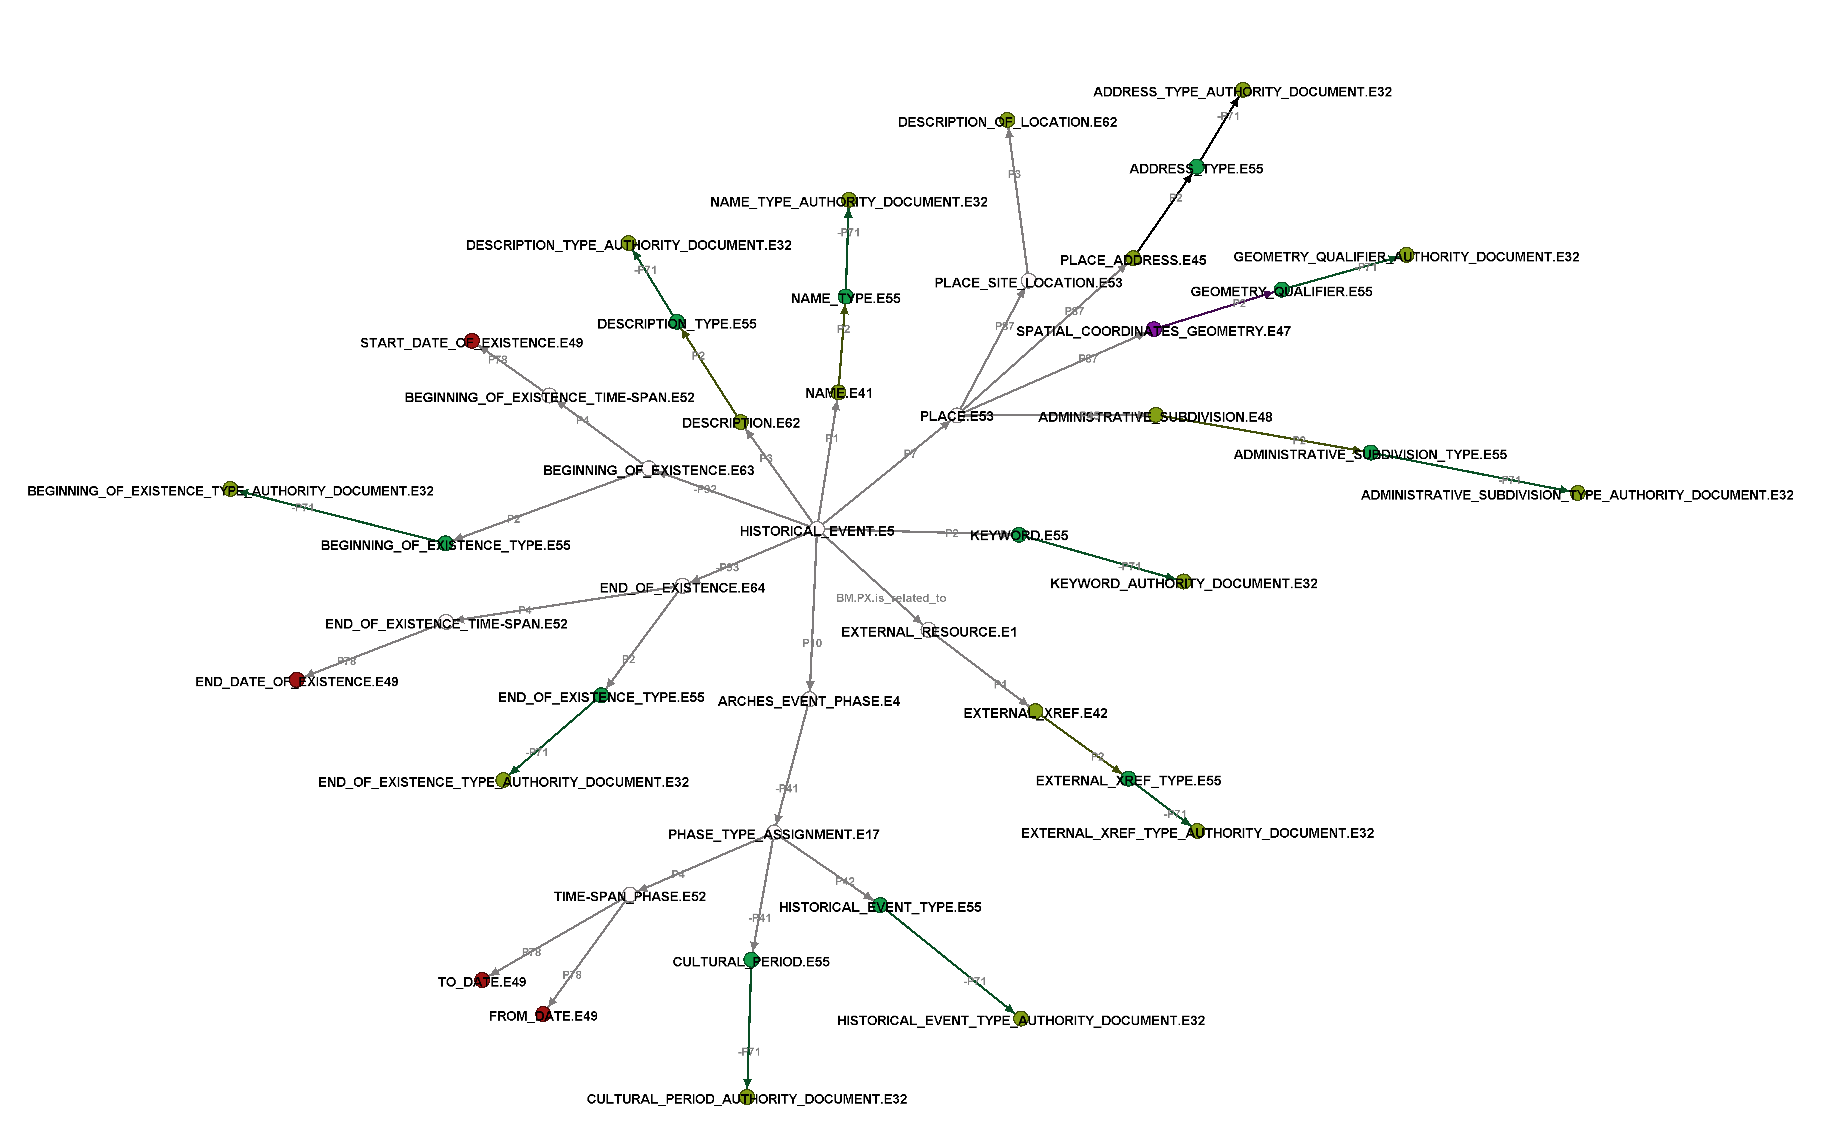 ADDRESS_TYPE_AUTHORITY_DOCUMENT.E32
-P71
DESCRIPTION_OF_LOCATION.E62
ADDRESS_TYPE.E55
P3
P2
NAME_TYPE_AUTHORITY_DOCUMENT.E32
-P71
DESCRIPTION_TYPE_AUTHORITY_DOCUMENT.E32
-P71
PLACE_ADDRESS.E45
GEOMETRY_QUALIFIER_AUTHORITY_DOCUMENT.E32
-P71
PLACE_SITE_LOCATION.E53
GEOMETRY_QUALIFIER.E55
NAME_TYPE.E55
P2
P87
DESCRIPTION_TYPE.E55
P87
P2
SPATIAL_COORDINATES_GEOMETRY.E47
START_DATE_OF_EXISTENCE.E49
P78
P2
P87
BEGINNING_OF_EXISTENCE_TIME-SPAN.E52
NAME.E41
P4
DESCRIPTION.E62
PLACE.E53
ADMINISTRATIVE_SUBDIVISION.E48
P1
P2
P3
P7
ADMINISTRATIVE_SUBDIVISION_TYPE.E55
BEGINNING_OF_EXISTENCE.E63
-P71
-P92
BEGINNING_OF_EXISTENCE_TYPE_AUTHORITY_DOCUMENT.E32
ADMINISTRATIVE_SUBDIVISION_TYPE_AUTHORITY_DOCUMENT.E32
-P71
P2
HISTORICAL_EVENT.E5
P2
KEYWORD.E55
BEGINNING_OF_EXISTENCE_TYPE.E55
-P93
-P71
END_OF_EXISTENCE.E64
KEYWORD_AUTHORITY_DOCUMENT.E32
BM.PX.is_related_to
P4
END_OF_EXISTENCE_TIME-SPAN.E52
EXTERNAL_RESOURCE.E1
P10
P78
P2
END_DATE_OF_EXISTENCE.E49
P1
END_OF_EXISTENCE_TYPE.E55
ARCHES_EVENT_PHASE.E4
EXTERNAL_XREF.E42
-P71
P2
END_OF_EXISTENCE_TYPE_AUTHORITY_DOCUMENT.E32
EXTERNAL_XREF_TYPE.E55
-P41
-P71
PHASE_TYPE_ASSIGNMENT.E17
EXTERNAL_XREF_TYPE_AUTHORITY_DOCUMENT.E32
P4
P42
TIME-SPAN_PHASE.E52
HISTORICAL_EVENT_TYPE.E55
-P41
P78
CULTURAL_PERIOD.E55
P78
TO_DATE.E49
-P71
FROM_DATE.E49
HISTORICAL_EVENT_TYPE_AUTHORITY_DOCUMENT.E32
-P71
CULTURAL_PERIOD_AUTHORITY_DOCUMENT.E32